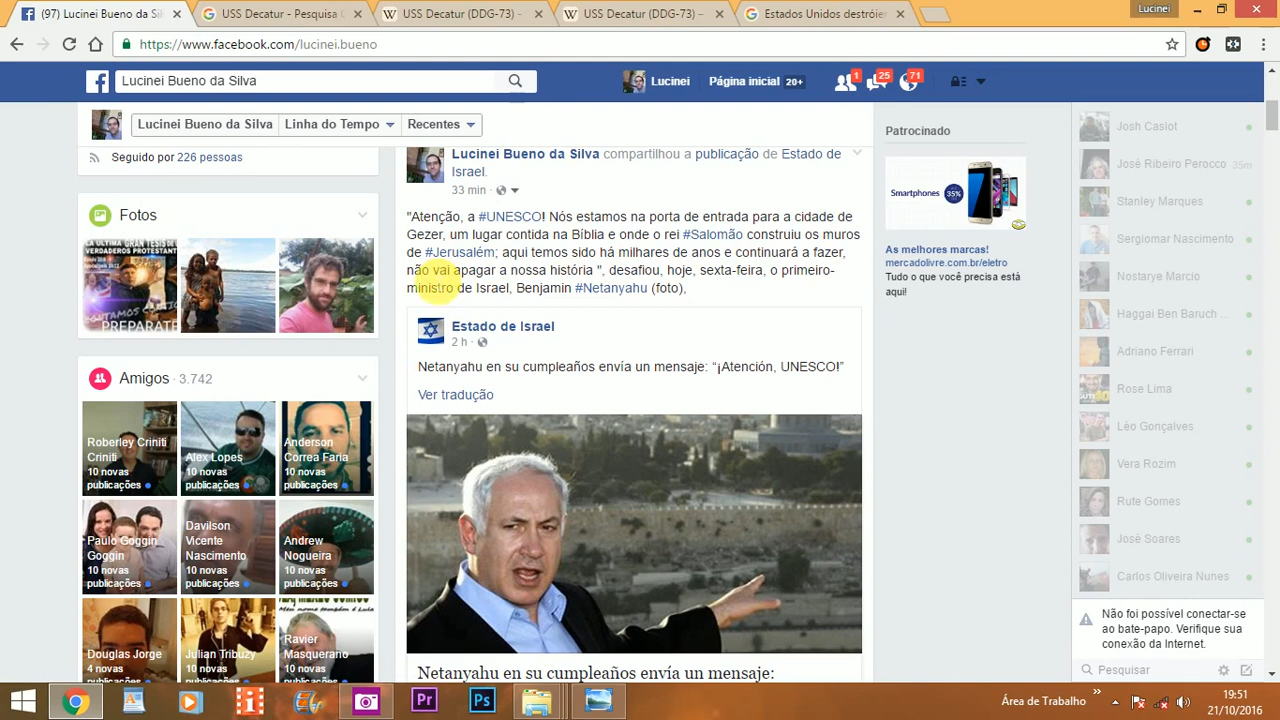 (97) Lucinei Bueno da Sil
USS Decatur - Pesquisa G
USS Decatur (DDG-73) -
USS Decatur (DDG-73) -
Estados Unidos destróier
Lucinei
https://www.facebook.com/lucinei.bueno
Lucinei Bueno da Silva
Lucinei
Página inicial 20+
1
25
71
Lucinei Bueno da Silva
Linha do Tempo
Recentes
Seguido por 226 pessoas
Fotos
PREPARATE
Amigos · 3.742
Roberley Criniti
Criniti
10 novas
publicações
Alex Lopes
10 novas
publicações
Anderson
Correa Faria
10 novas
publicações
Paulo Goggin
Goggin
10 novas
publicações
Davilson
Vicente
Nascimento
10 novas
publicações
Andrew
Nogueira
10 novas
publicações
Douglas Jorge
4 novas
Julian Tribuzy
10 novas
Ravier
Masquerano
10 novas
Lucinei Bueno da Silva compartilhou a publicação de Estado de
Israel.
33 min
"Atenção, a #UNESCO! Nós estamos na porta de entrada para a cidade de
Gezer, um lugar contida na Bíblia e onde o rei #Salomão construiu os muros
de #Jerusalém; aqui temos sido há milhares de anos e continuará a fazer,
não vai apagar a nossa história ", desafiou, hoje, sexta-feira, o primeiro-
ministro de Israel, Benjamin #Netanyahu (foto),
Estado de Israel
2 h
Netanyahu en su cumpleaños envía un mensaje: “¡Atención, UNESCO!”
Ver tradução
Netanyahu en su cumpleaños envía un mensaje:
Patrocinado
Smartphones
35%
As melhores marcas!
mercadolivre.com.br/eletro
Tudo o que você precisa está
aqui!
Josh Casiot
José Ribeiro Perocco 35m
Stanley Marques
Sergiomar Nascimento
Nostarye Marcio
Haggai Ben Baruch ...
Adriano Ferrari
Rose Lima
Lèo Gonçalves
Vera Rozim
Rute Gomes
José Soares
Carlos Oliveira Nunes
Não foi possível conectar-se
ao bate-papo. Verifique sua
conexão da Internet.
Pesquisar
Pr
Ps
Área de Trabalho
19:51
21/10/2016